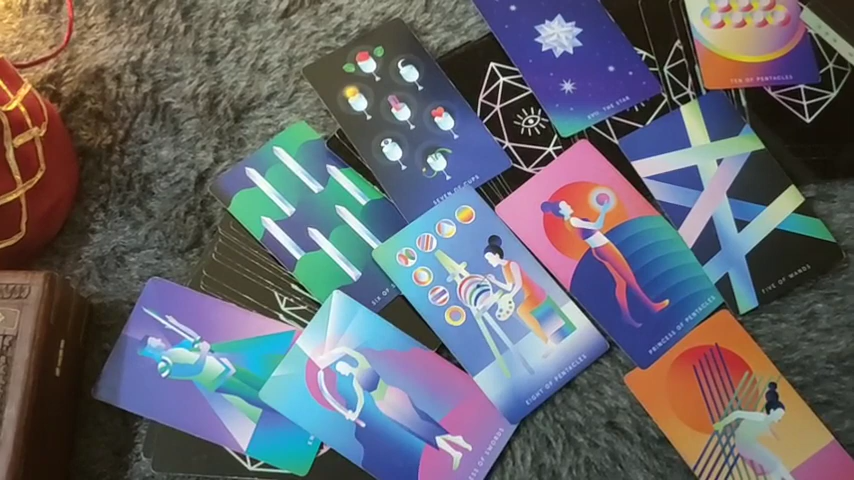 XVII. THE STAR
TEN OF PENTACLES
SEVEN OF CUPS
SIX OF
EIGHT OF PENTACLES
PRINCESS OF PENTACLES
FIVE OF WANDS
OF SWORDS